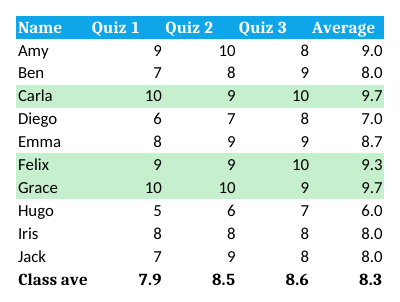 Name Quiz 1 Quiz 2 Quiz 3 Average
Amy 9 10 8 9.0
Ben 7 8 9 8.0
Carla 10 9 10 9.7
Diego 6 7 8 7.0
Emma 8 9 9 8.7
Felix 9 9 10 9.3
Grace 10 10 9 9.7
Hugo 5 6 7 6.0
Iris 8 8 8 8.0
Jack 7 9 8 8.0
Class ave 7.9 8.5 8.6 8.3